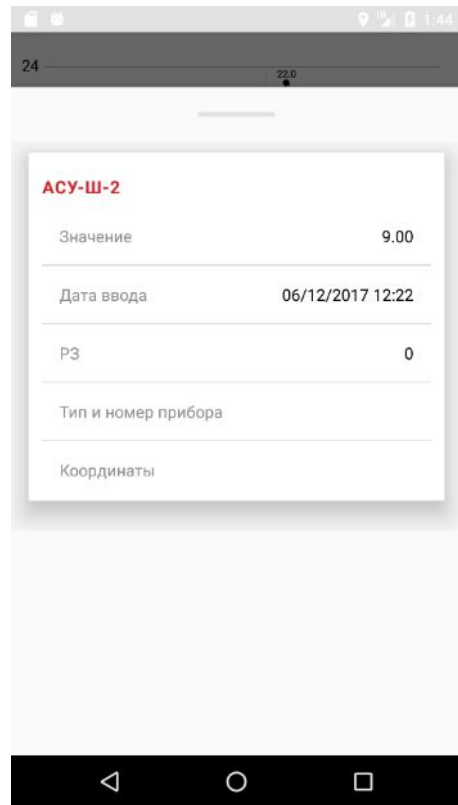 1:44
24
22.0
АСУ-Ш-2
Значение 9.00
Дата ввода 06/12/2017 12:22
РЗ 0
Тип и номер прибора
Координаты